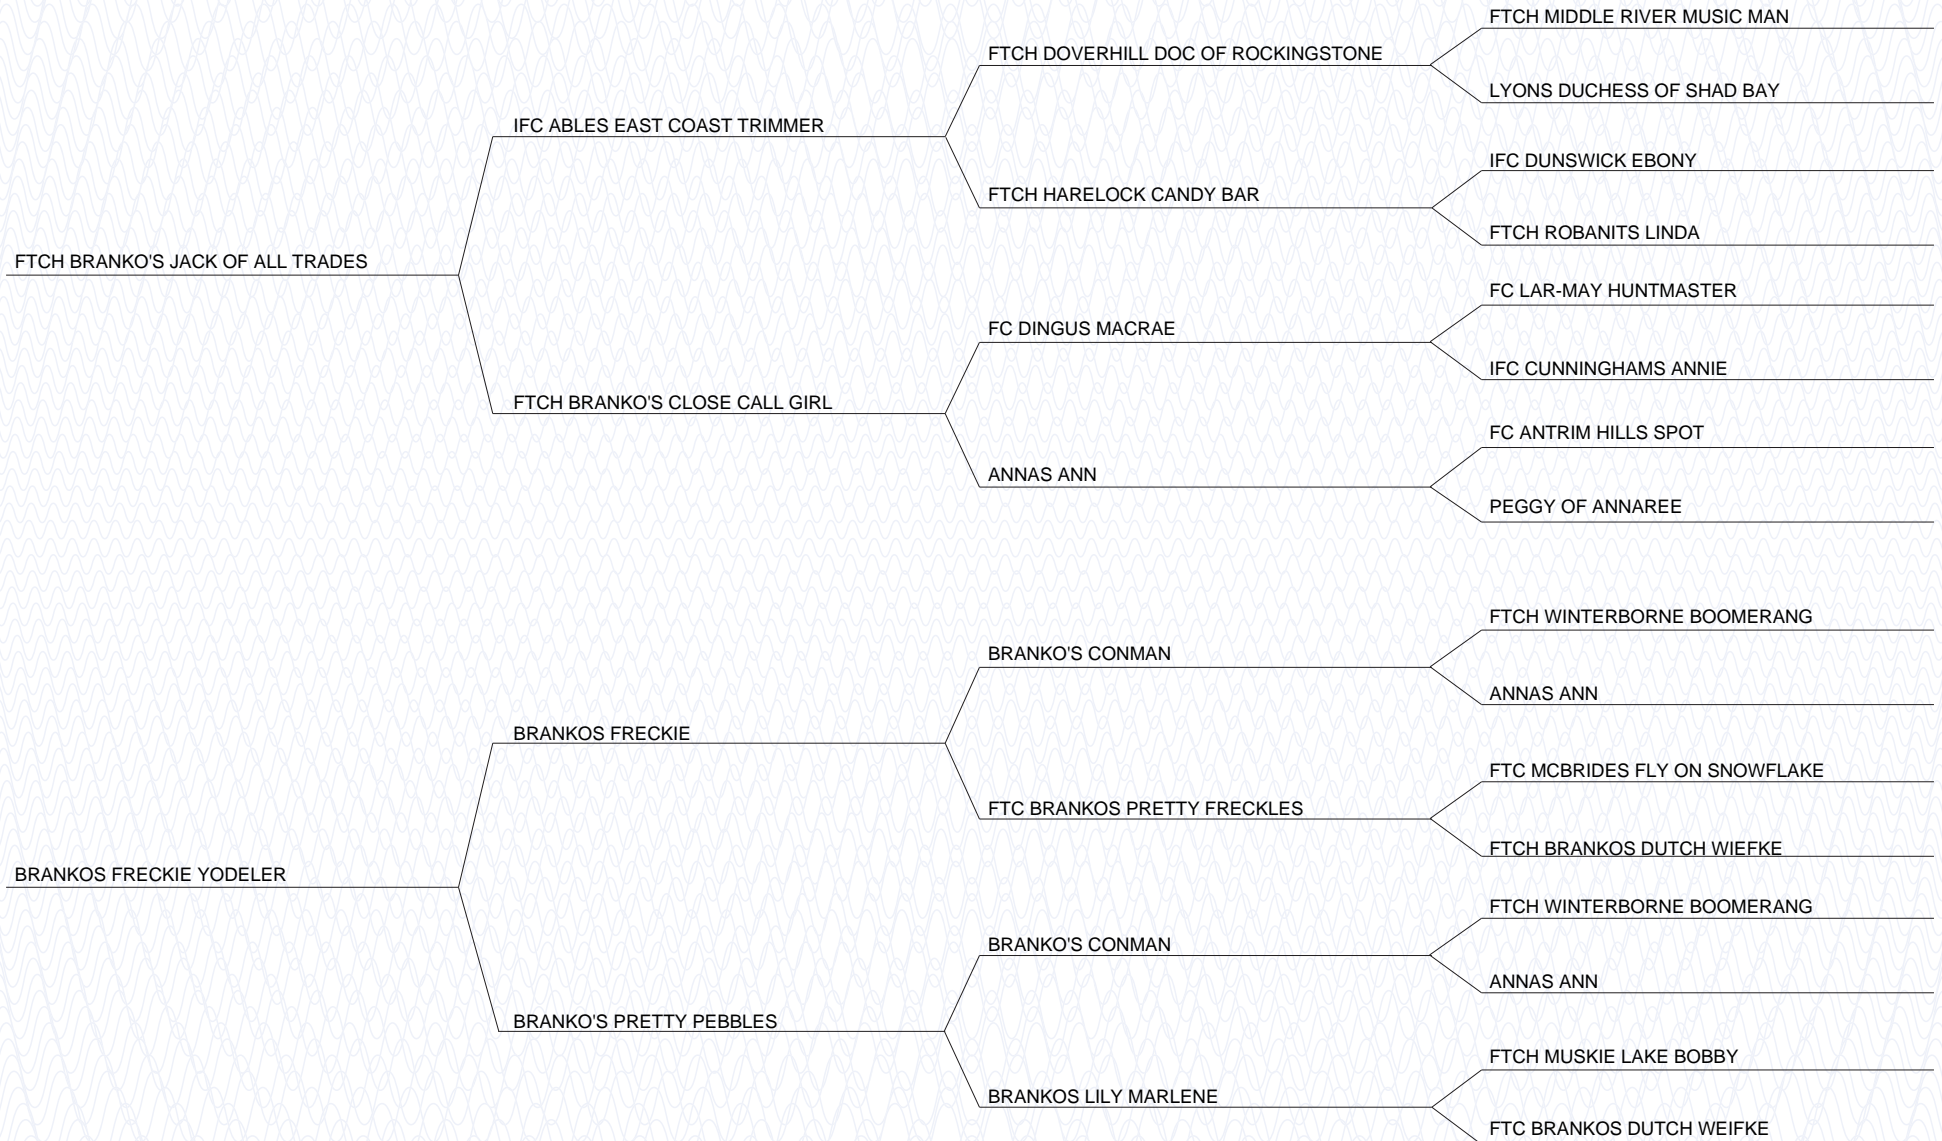 FTCH MIDDLE RIVER MUSIC MAN
FTCH DOVERHILL DOC OF ROCKINGSTONE
LYONS DUCHESS OF SHAD BAY
IFC ABLES EAST COAST TRIMMER
IFC DUNSWICK EBONY
FTCH HARELOCK CANDY BAR
FTCH ROBANITS LINDA
FTCH BRANKO'S JACK OF ALL TRADES
FC LAR-MAY HUNTMASTER
FC DINGUS MACRAE
IFC CUNNINGHAMS ANNIE
FTCH BRANKO'S CLOSE CALL GIRL
FC ANTRIM HILLS SPOT
ANNAS ANN
PEGGY OF ANNAREE
FTCH WINTERBORNE BOOMERANG
BRANKO'S CONMAN
ANNAS ANN
BRANKOS FRECKIE
FTC MCBRIDES FLY ON SNOWFLAKE
FTC BRANKOS PRETTY FRECKLES
FTCH BRANKOS DUTCH WIEFKE
BRANKOS FRECKIE YODELER
FTCH WINTERBORNE BOOMERANG
BRANKO'S CONMAN
ANNAS ANN
BRANKO'S PRETTY PEBBLES
FTCH MUSKIE LAKE BOBBY
BRANKOS LILY MARLENE
FTC BRANKOS DUTCH WEIFKE